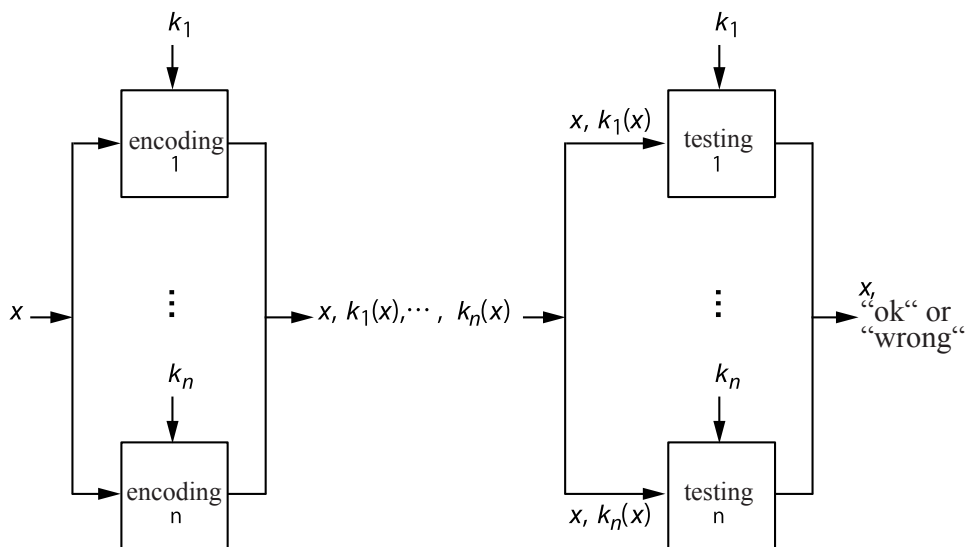 k1
encoding
1
x
⋮
x, k1(x),⋯ , kn(x)
kn
encoding
n
k1
x, k1(x)
testing
1
⋮
x,
“ok“ or
“wrong“
kn
testing
n
x, kn(x)